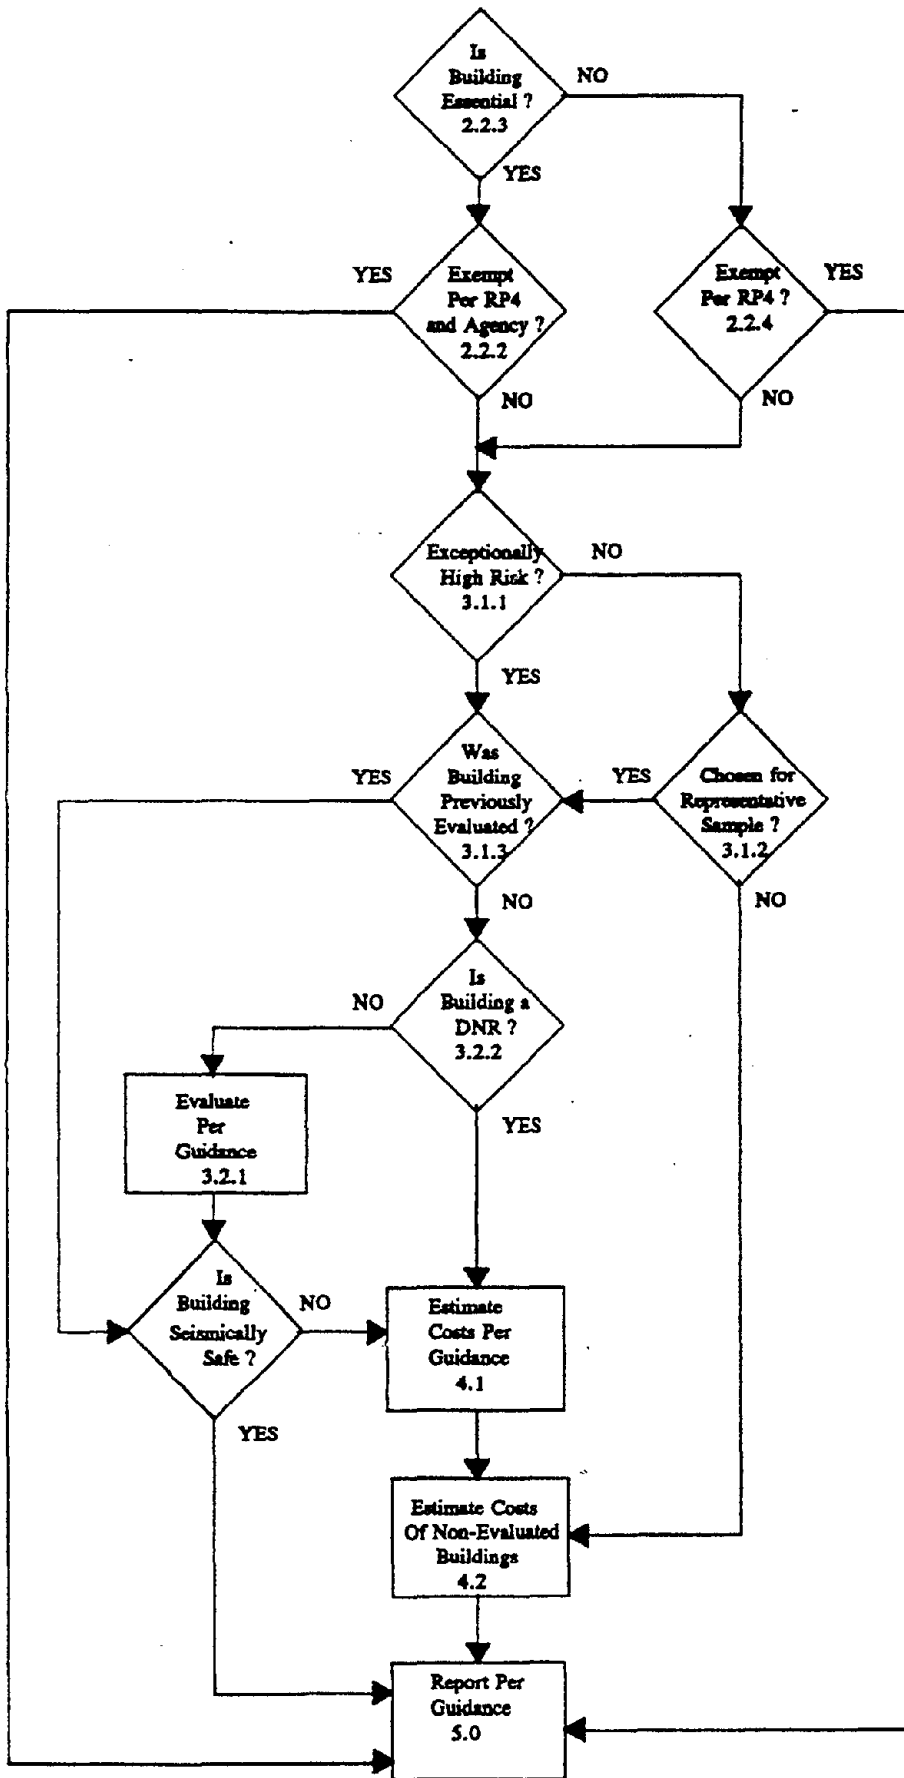 Is
Building
Essential ?
2.2.3
NO
YES
YES
Exempt
Per RP4
and Agency ?
2.2.2
NO
Exempt
Per RP4 ?
2.2.4
YES
NO
Exceptionally
High Risk ?
3.1.1
NO
YES
YES
Was
Building
Previously
Evaluated ?
3.1.3
YES
Chosen for
Representative
Sample ?
3.1.2
NO
NO
NO
Is
Building a
DNR ?
3.2.2
YES
Evaluate
Per
Guidance
3.2.1
Is
Building
Seismically
Safe ?
NO
YES
Estimate
Costs Per
Guidance
4.1
Estimate Costs
Of Non-Evaluated
Buildings
4.2
Report Per
Guidance
5.0